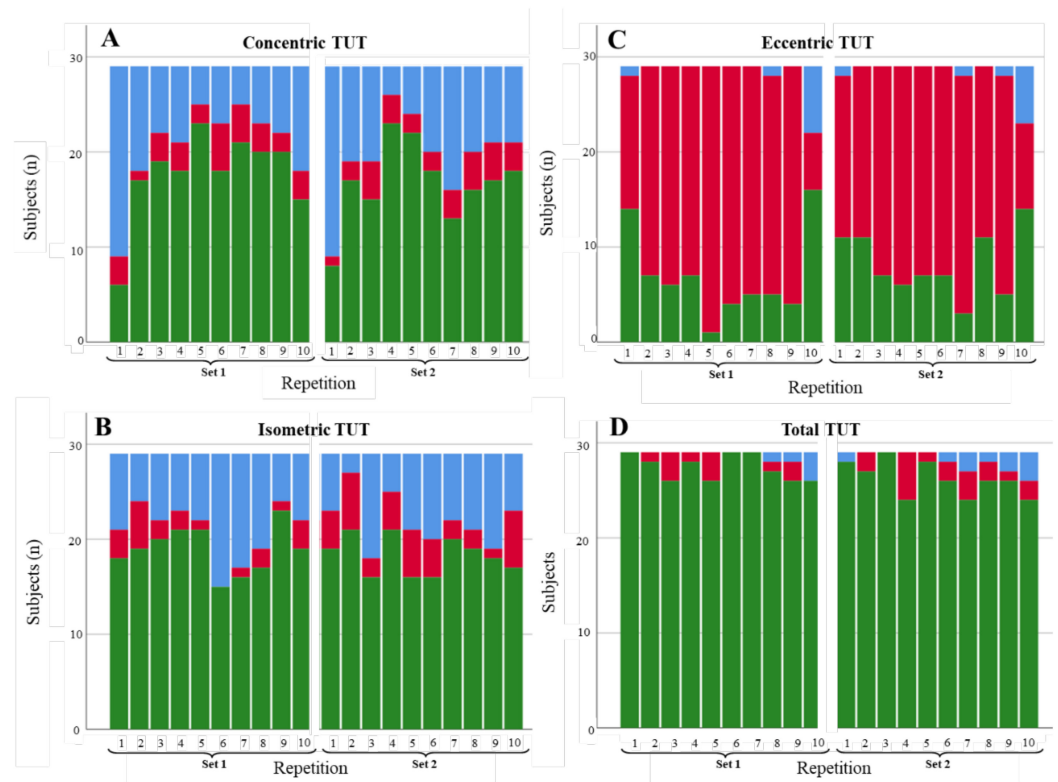 A
Concentric TUT
30
20
10
0
Subjects (n)
1 2 3 4 5 6 7 8 9 10
1 2 3 4 5 6 7 8 9 10
Set 1
Set 2
Repetition
C
Eccentric TUT
30
20
10
0
Subjects (n)
1 2 3 4 5 6 7 8 9 10
1 2 3 4 5 6 7 8 9 10
Set 1
Set 2
Repetition
B
Isometric TUT
30
20
10
0
Subjects (n)
1 2 3 4 5 6 7 8 9 10
1 2 3 4 5 6 7 8 9 10
Set 1
Set 2
Repetition
D
Total TUT
30
20
10
0
Subjects
1 2 3 4 5 6 7 8 9 10
1 2 3 4 5 6 7 8 9 10
Set 1
Set 2
Repetition